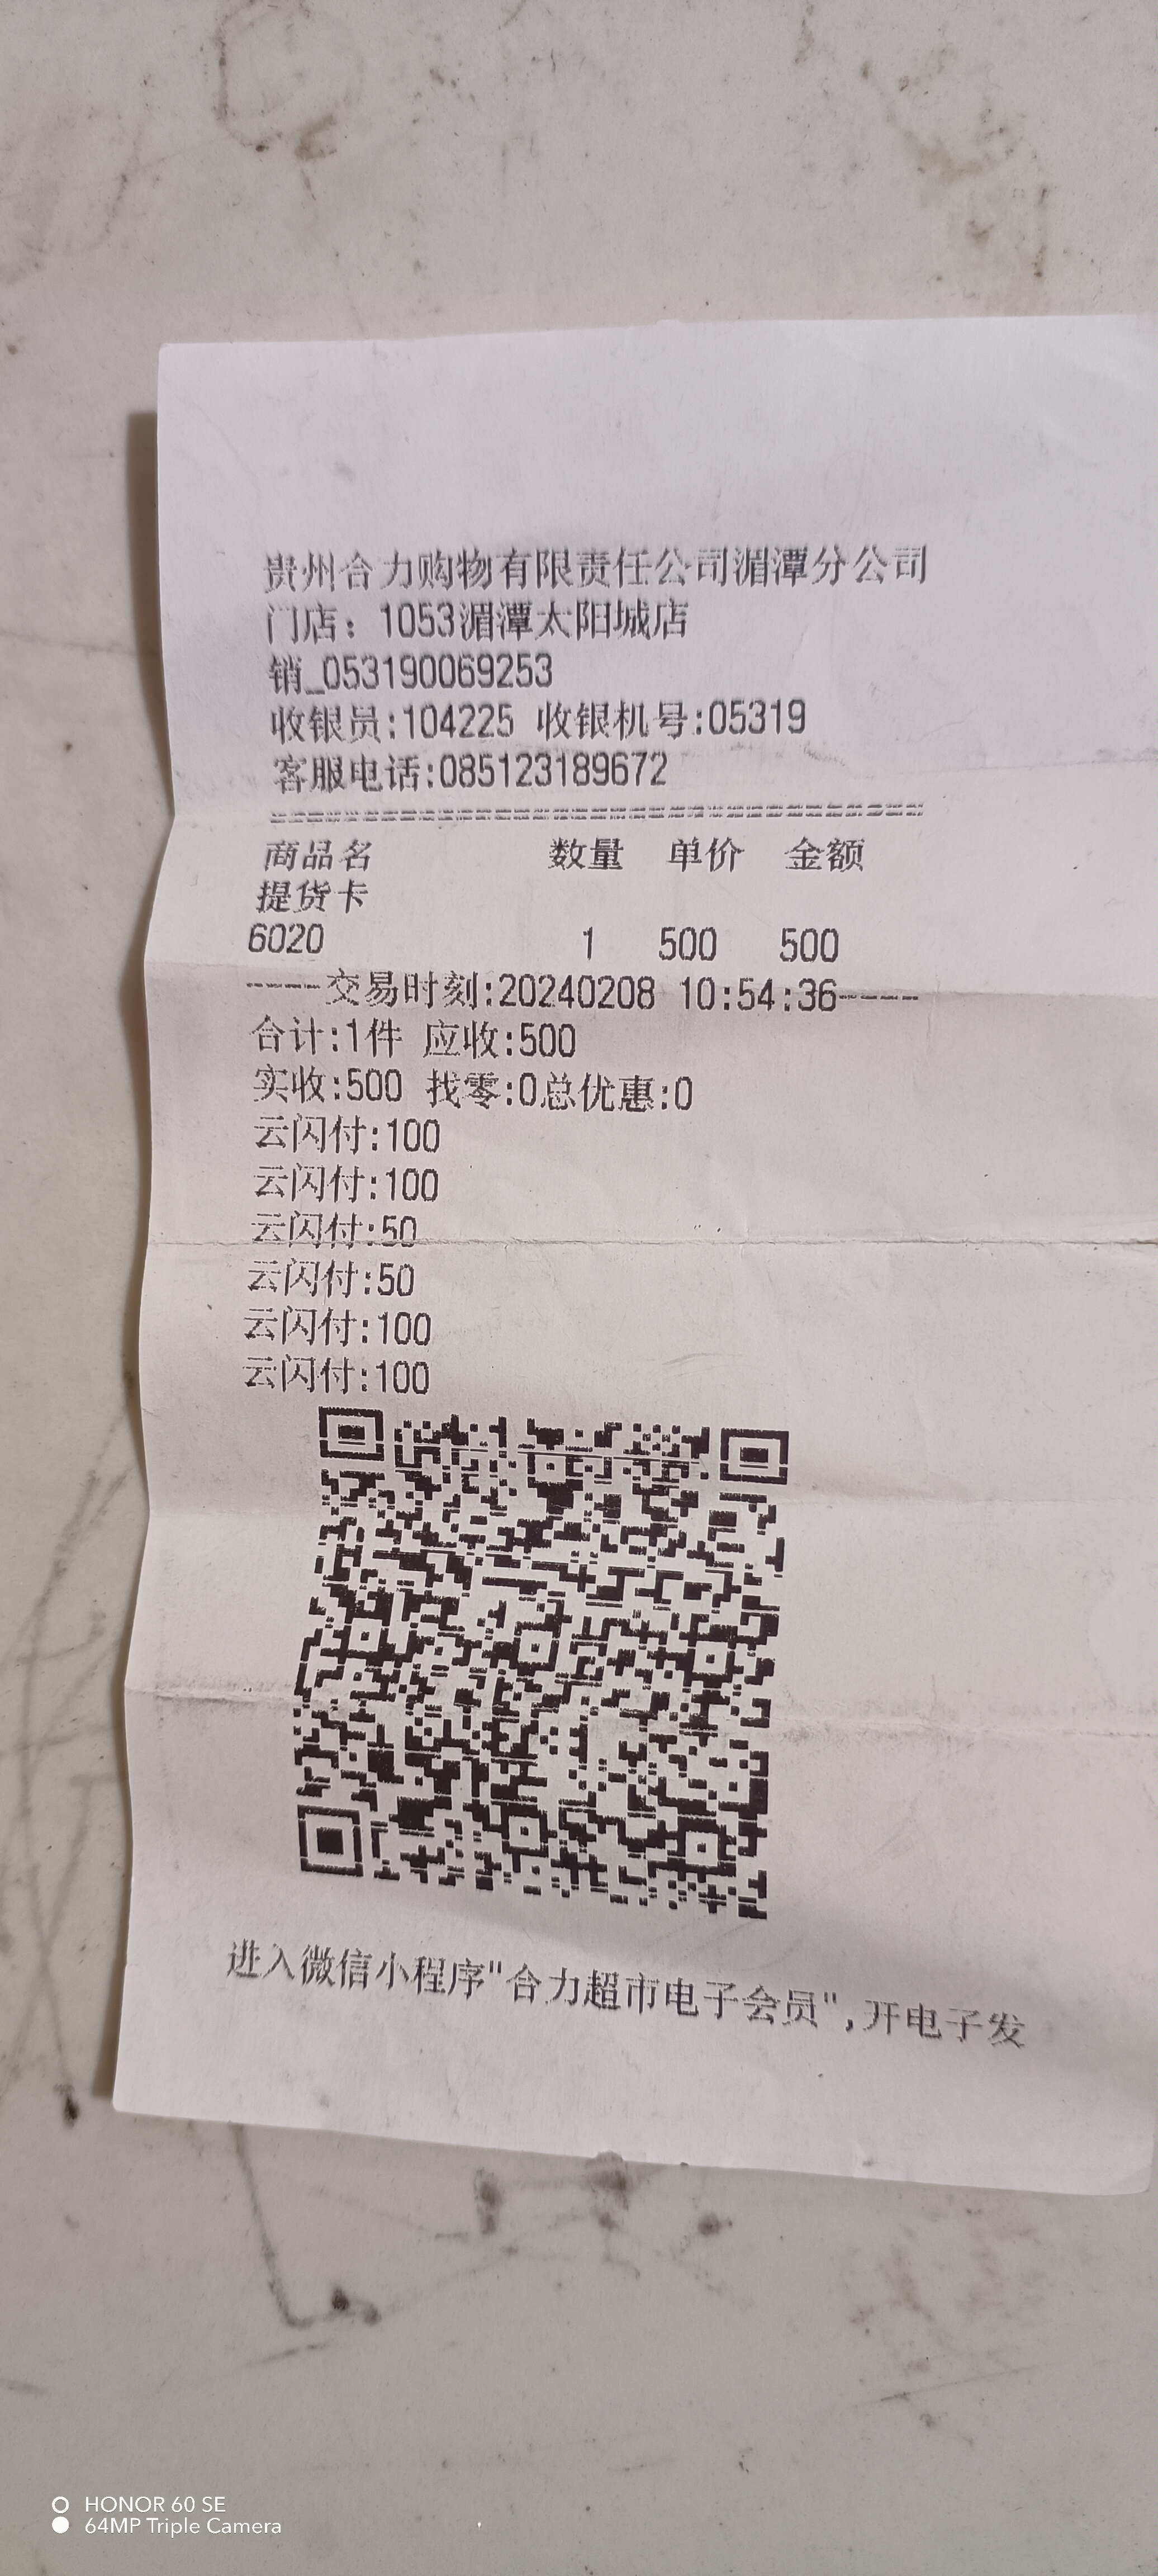 贵州合力购物有限责任公司湄潭分公司
门店：1053湄潭太阳城店
销_053190069253
收银员:104225 收银机号:05319
客服电话:085123189672
商品名 数量 单价 金额
提货卡
6020 1 500 500
----交易时刻:20240208 10:54:36----
合计:1件 应收:500
实收:500 找零:0总优惠:0
云闪付:100
云闪付:100
云闪付:50
云闪付:50
云闪付:100
云闪付:100
进入微信小程序"合力超市电子会员",开电子发
HONOR 60 SE
64MP Triple Camera